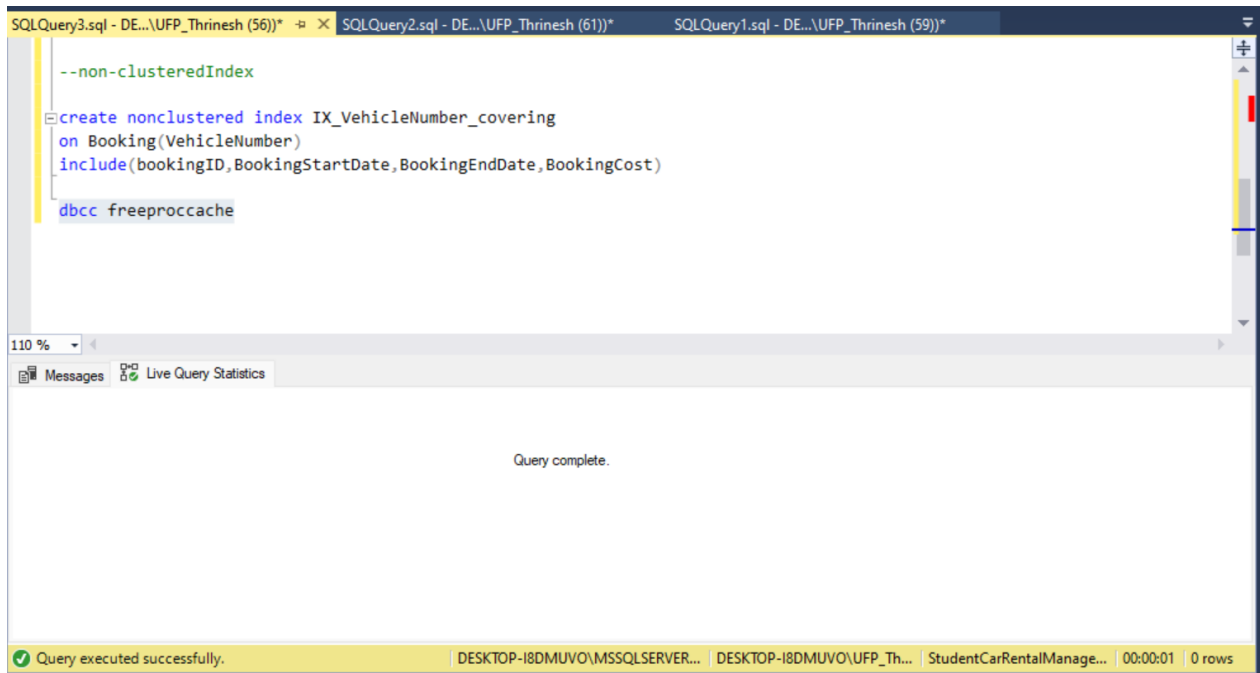 SQLQuery3.sql - DE...\UFP_Thrinesh (56))* SQLQuery2.sql - DE...\UFP_Thrinesh (61))* SQLQuery1.sql - DE...\UFP_Thrinesh (59))*
--non-clusteredIndex
create nonclustered index IX_VehicleNumber_covering
on Booking(VehicleNumber)
include(bookingID,BookingStartDate,BookingEndDate,BookingCost)
dbcc freeproccache
110 %
Messages Live Query Statistics
Query complete.
Query executed successfully. DESKTOP-I8DMUVO\MSSQLSERVER... DESKTOP-I8DMUVO\UFP_Th... StudentCarRentalManage... 00:00:01 0 rows